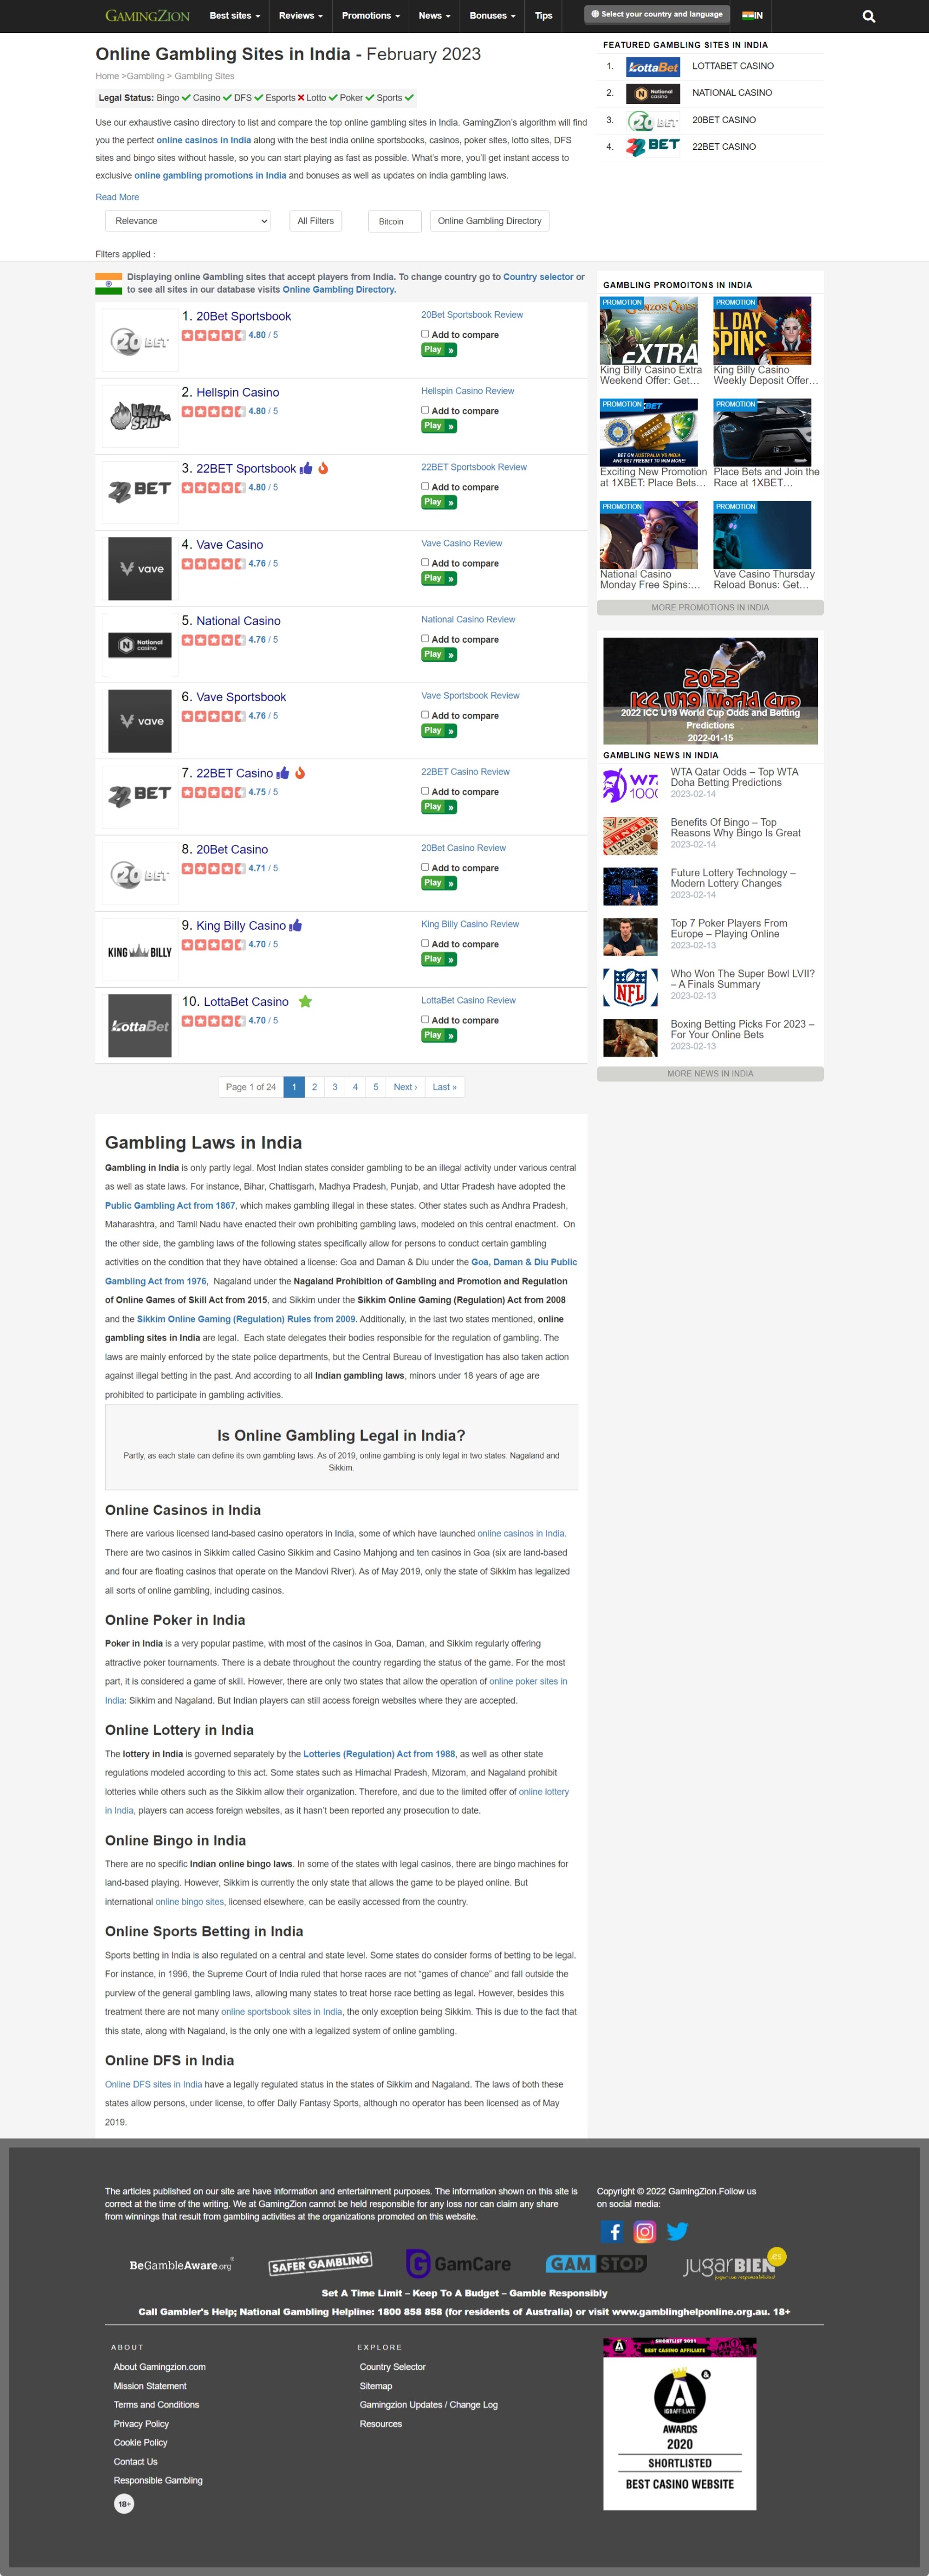 GAMINGZION
Best sites
Reviews
Promotions
News
Bonuses
Tips
Select your country and language
IN
Online Gambling Sites in India - February 2023
Home >Gambling > Gambling Sites
Legal Status: Bingo Casino DFS Esports Lotto Poker Sports
Use our exhaustive casino directory to list and compare the top online gambling sites in India. GamingZion's algorithm will find
you the perfect online casinos in India along with the best india online sportsbooks, casinos, poker sites, lotto sites, DFS
sites and bingo sites without hassle, so you can start playing as fast as possible. What's more, you'll get instant access to
exclusive online gambling promotions in India and bonuses as well as updates on india gambling laws.
Read More
Relevance
All Filters
Bitcoin
Online Gambling Directory
Filters applied :
FEATURED GAMBLING SITES IN INDIA
1. LottaBet LOTTABET CASINO
2. National casino NATIONAL CASINO
3. 20BET 20BET CASINO
4. 22BET 22BET CASINO
Displaying online Gambling sites that accept players from India. To change country go to Country selector or
to see all sites in our database visits Online Gambling Directory.
20BET
1. 20Bet Sportsbook
4.80 / 5
20Bet Sportsbook Review
Add to compare
Play »
HELL SPIN
2. Hellspin Casino
4.80 / 5
Hellspin Casino Review
Add to compare
Play »
22BET
3. 22BET Sportsbook
4.80 / 5
22BET Sportsbook Review
Add to compare
Play »
vave
4. Vave Casino
4.76 / 5
Vave Casino Review
Add to compare
Play »
National casino
5. National Casino
4.76 / 5
National Casino Review
Add to compare
Play »
vave
6. Vave Sportsbook
4.76 / 5
Vave Sportsbook Review
Add to compare
Play »
22BET
7. 22BET Casino
4.75 / 5
22BET Casino Review
Add to compare
Play »
20BET
8. 20Bet Casino
4.71 / 5
20Bet Casino Review
Add to compare
Play »
KING BILLY
9. King Billy Casino
4.70 / 5
King Billy Casino Review
Add to compare
Play »
LottaBet
10. LottaBet Casino
4.70 / 5
LottaBet Casino Review
Add to compare
Play »
Page 1 of 24 1 2 3 4 5 Next › Last »
GAMBLING PROMOITONS IN INDIA
PROMOTION
EXTRA
King Billy Casino Extra
Weekend Offer: Get…
PROMOTION
LL DAY
SPINS
King Billy Casino
Weekly Deposit Offer…
PROMOTION
BET ON AUSTRALIA VS INDIA
AND GET FREEBET TO WIN MORE!
Exciting New Promotion
at 1XBET: Place Bets…
PROMOTION
Place Bets and Join the
Race at 1XBET…
PROMOTION
National Casino
Monday Free Spins:…
PROMOTION
Vave Casino Thursday
Reload Bonus: Get…
MORE PROMOTIONS IN INDIA
2022
ICC U19 World Cup
2022 ICC U19 World Cup Odds and Betting
Predictions
2022-01-15
GAMBLING NEWS IN INDIA
WTA
1000
WTA Qatar Odds – Top WTA
Doha Betting Predictions
2023-02-14
BINGO
Benefits Of Bingo – Top
Reasons Why Bingo Is Great
2023-02-14
Future Lottery Technology –
Modern Lottery Changes
2023-02-14
Top 7 Poker Players From
Europe – Playing Online
2023-02-13
NFL
Who Won The Super Bowl LVII?
– A Finals Summary
2023-02-13
Boxing Betting Picks For 2023 –
For Your Online Bets
2023-02-13
MORE NEWS IN INDIA
Gambling Laws in India
Gambling in India is only partly legal. Most Indian states consider gambling to be an illegal activity under various central
as well as state laws. For instance, Bihar, Chattisgarh, Madhya Pradesh, Punjab, and Uttar Pradesh have adopted the
Public Gambling Act from 1867, which makes gambling illegal in these states. Other states such as Andhra Pradesh,
Maharashtra, and Tamil Nadu have enacted their own prohibiting gambling laws, modeled on this central enactment. On
the other side, the gambling laws of the following states specifically allow for persons to conduct certain gambling
activities on the condition that they have obtained a license: Goa and Daman & Diu under the Goa, Daman & Diu Public
Gambling Act from 1976, Nagaland under the Nagaland Prohibition of Gambling and Promotion and Regulation
of Online Games of Skill Act from 2015, and Sikkim under the Sikkim Online Gaming (Regulation) Act from 2008
and the Sikkim Online Gaming (Regulation) Rules from 2009. Additionally, in the last two states mentioned, online
gambling sites in India are legal. Each state delegates their bodies responsible for the regulation of gambling. The
laws are mainly enforced by the state police departments, but the Central Bureau of Investigation has also taken action
against illegal betting in the past. And according to all Indian gambling laws, minors under 18 years of age are
prohibited to participate in gambling activities.
Is Online Gambling Legal in India?
Partly, as each state can define its own gambling laws. As of 2019, online gambling is only legal in two states: Nagaland and
Sikkim.
Online Casinos in India
There are various licensed land-based casino operators in India, some of which have launched online casinos in India.
There are two casinos in Sikkim called Casino Sikkim and Casino Mahjong and ten casinos in Goa (six are land-based
and four are floating casinos that operate on the Mandovi River). As of May 2019, only the state of Sikkim has legalized
all sorts of online gambling, including casinos.
Online Poker in India
Poker in India is a very popular pastime, with most of the casinos in Goa, Daman, and Sikkim regularly offering
attractive poker tournaments. There is a debate throughout the country regarding the status of the game. For the most
part, it is considered a game of skill. However, there are only two states that allow the operation of online poker sites in
India: Sikkim and Nagaland. But Indian players can still access foreign websites where they are accepted.
Online Lottery in India
The lottery in India is governed separately by the Lotteries (Regulation) Act from 1988, as well as other state
regulations modeled according to this act. Some states such as Himachal Pradesh, Mizoram, and Nagaland prohibit
lotteries while others such as the Sikkim allow their organization. Therefore, and due to the limited offer of online lottery
in India, players can access foreign websites, as it hasn't been reported any prosecution to date.
Online Bingo in India
There are no specific Indian online bingo laws. In some of the states with legal casinos, there are bingo machines for
land-based playing. However, Sikkim is currently the only state that allows the game to be played online. But
international online bingo sites, licensed elsewhere, can be easily accessed from the country.
Online Sports Betting in India
Sports betting in India is also regulated on a central and state level. Some states do consider forms of betting to be legal.
For instance, in 1996, the Supreme Court of India ruled that horse races are not "games of chance" and fall outside the
purview of the general gambling laws, allowing many states to treat horse race betting as legal. However, besides this
treatment there are not many online sportsbook sites in India, the only exception being Sikkim. This is due to the fact that
this state, along with Nagaland, is the only one with a legalized system of online gambling.
Online DFS in India
Online DFS sites in India have a legally regulated status in the states of Sikkim and Nagaland. The laws of both these
states allow persons, under license, to offer Daily Fantasy Sports, although no operator has been licensed as of May
2019.
The articles published on our site are have information and entertainment purposes. The information shown on this site is
correct at the time of the writing. We at GamingZion cannot be held responsible for any loss nor can claim any share
from winnings that result from gambling activities at the organizations promoted on this website.
Copyright © 2022 GamingZion.Follow us
on social media:
BeGambleAware.org
SAFER GAMBLING
GamCare
GAMSTOP
jugarBIEN.es
Set A Time Limit – Keep To A Budget – Gamble Responsibly
Call Gambler's Help; National Gambling Helpline: 1800 858 858 (for residents of Australia) or visit www.gamblinghelponline.org.au. 18+
ABOUT
About Gamingzion.com
Mission Statement
Terms and Conditions
Privacy Policy
Cookie Policy
Contact Us
Responsible Gambling
18+
EXPLORE
Country Selector
Sitemap
Gamingzion Updates / Change Log
Resources
SHORTLIST 2021
BEST CASINO AFFILIATE
IGBAFFILIATE
AWARDS
2020
SHORTLISTED
BEST CASINO WEBSITE